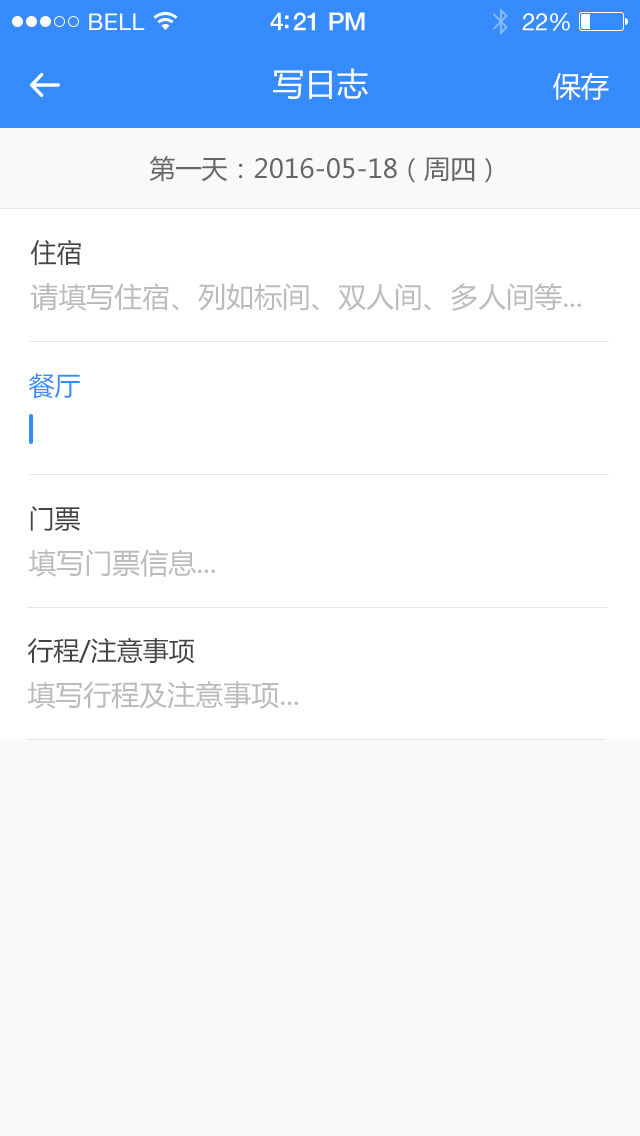 BELL 4:21 PM 22%
写日志 保存
第一天：2016-05-18（周四）
住宿
请填写住宿、列如标间、双人间、多人间等...
餐厅
门票
填写门票信息...
行程/注意事项
填写行程及注意事项...